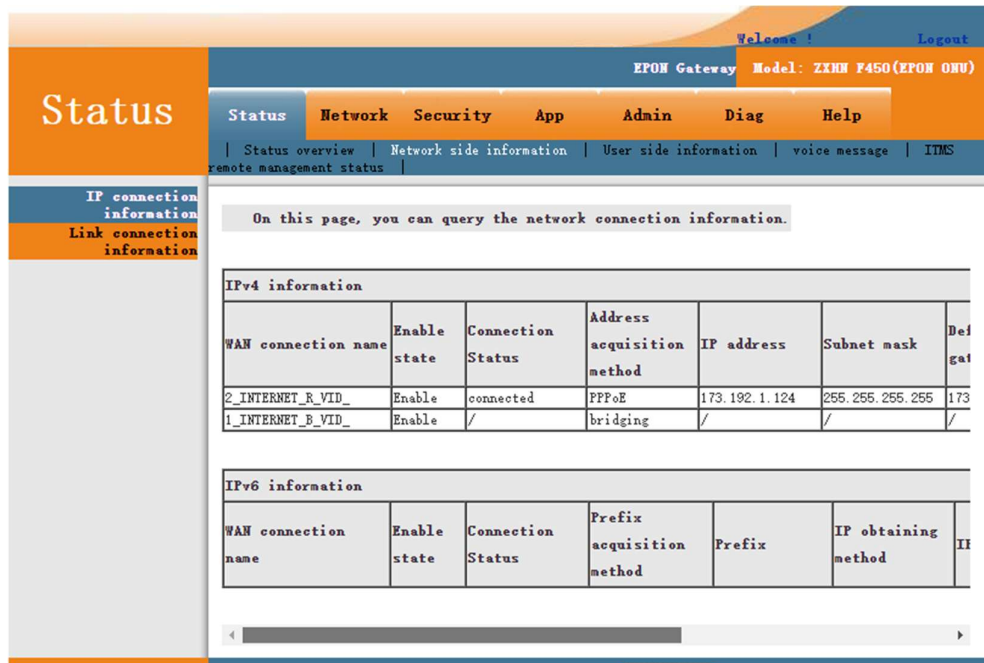 Welcome ! Logout
EPON Gateway Model: ZXHN F450(EPON ONU)
Status
Status Network Security App Admin Diag Help
| Status overview | Network side information | User side information | voice message | ITMS
remote management status |
IP connection
information
Link connection
information
On this page, you can query the network connection information.
IPv4 information
WAN connection name Enable state Connection Status Address acquisition method IP address Subnet mask Def gat
2_INTERNET_R_VID_ Enable connected PPPoE 173.192.1.124 255.255.255.255 173
1_INTERNET_B_VID_ Enable / bridging / / /
IPv6 information
WAN connection name Enable state Connection Status Prefix acquisition method Prefix IP obtaining method